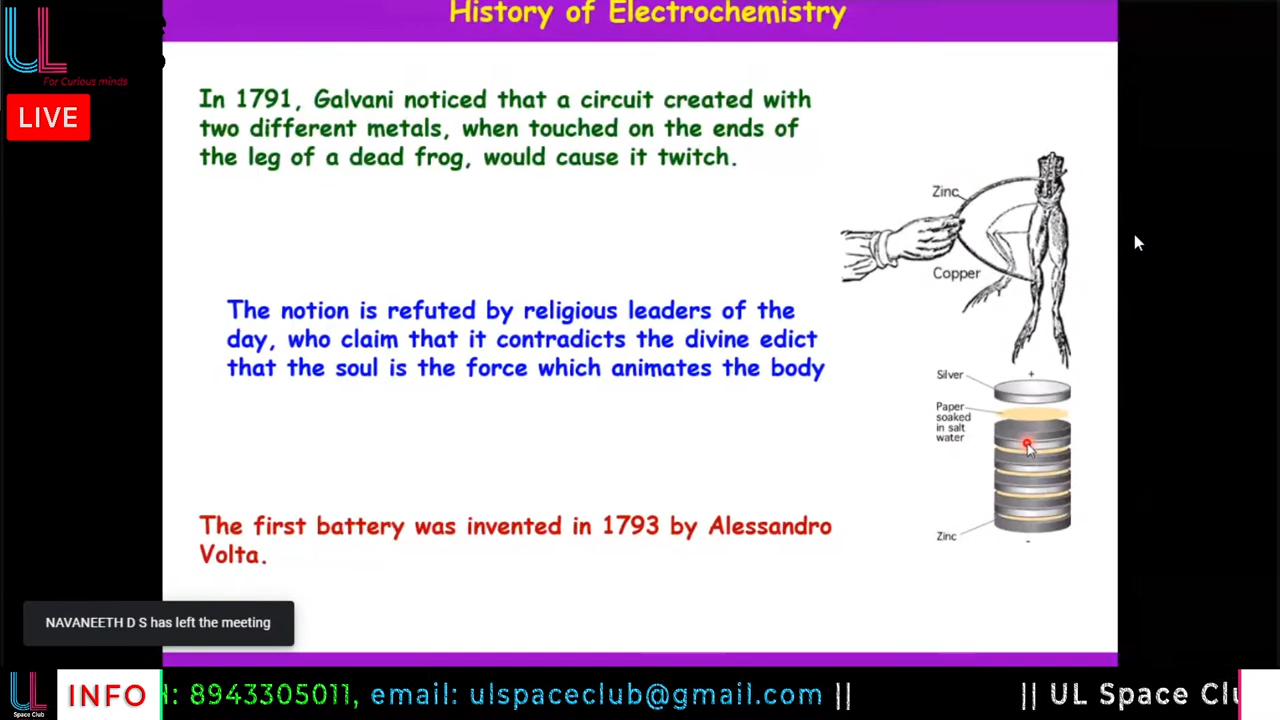 History of Electrochemistry
UL
For Curious minds
LIVE
In 1791, Galvani noticed that a circuit created with
two different metals, when touched on the ends of
the leg of a dead frog, would cause it twitch.
Zinc
Copper
The notion is refuted by religious leaders of the
day, who claim that it contradicts the divine edict
that the soul is the force which animates the body
Silver
+
Paper
soaked
in salt
water
The first battery was invented in 1793 by Alessandro
Volta.
Zinc
-
NAVANEETH D S has left the meeting
UL
Space Club
INFO
: 8943305011, email: ulspaceclub@gmail.com || || UL Space